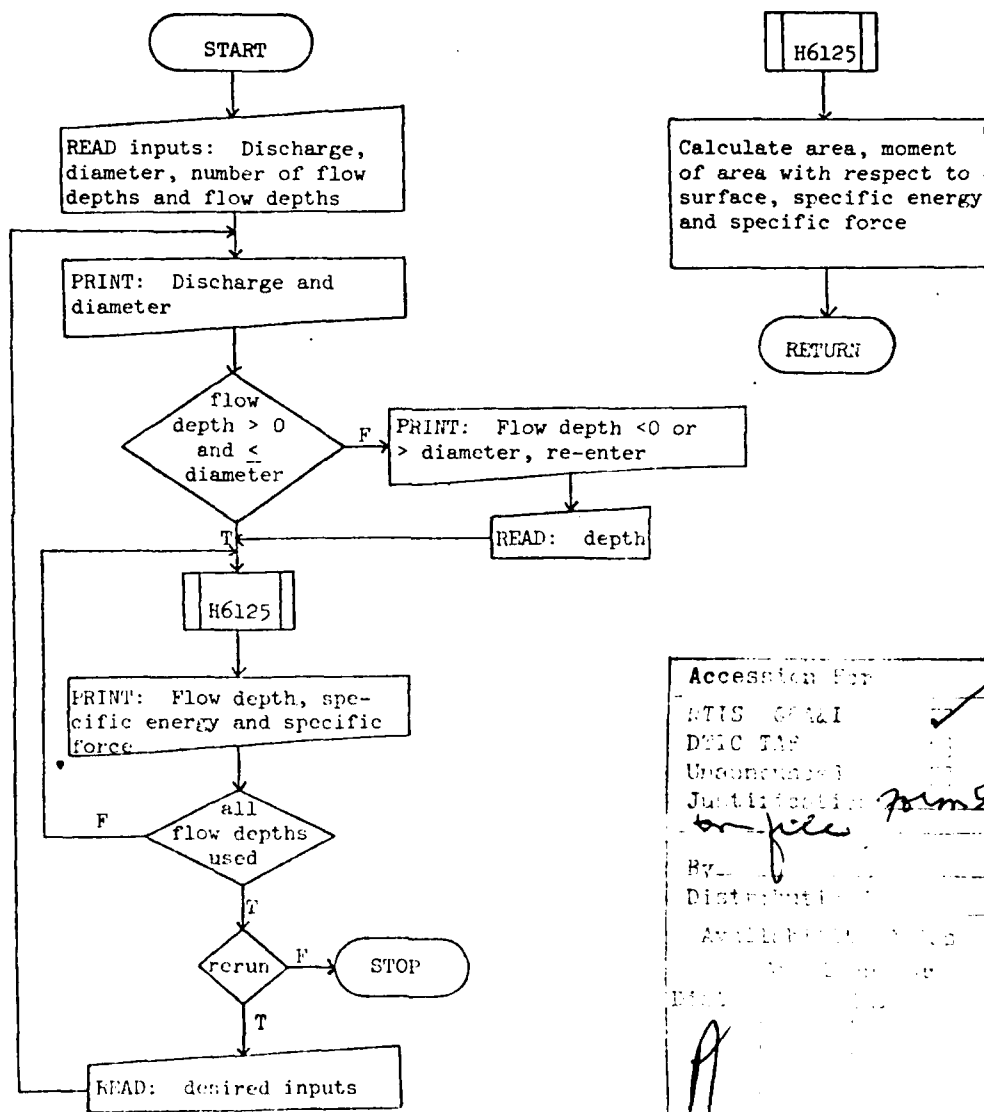 START
READ inputs: Discharge,
diameter, number of flow
depths and flow depths
PRINT: Discharge and
diameter
flow
depth > 0
and ≤
diameter
F
PRINT: Flow depth <0 or
> diameter, re-enter
T
READ: depth
H6125
PRINT: Flow depth, spe-
cific energy and specific
force
all
flow depths
used
F
T
rerun
F
STOP
T
READ: desired inputs
H6125
Calculate area, moment
of area with respect to
surface, specific energy
and specific force
RETURN
Accession For
NTIS
DTIC
Unannounced
Justification
on file
By